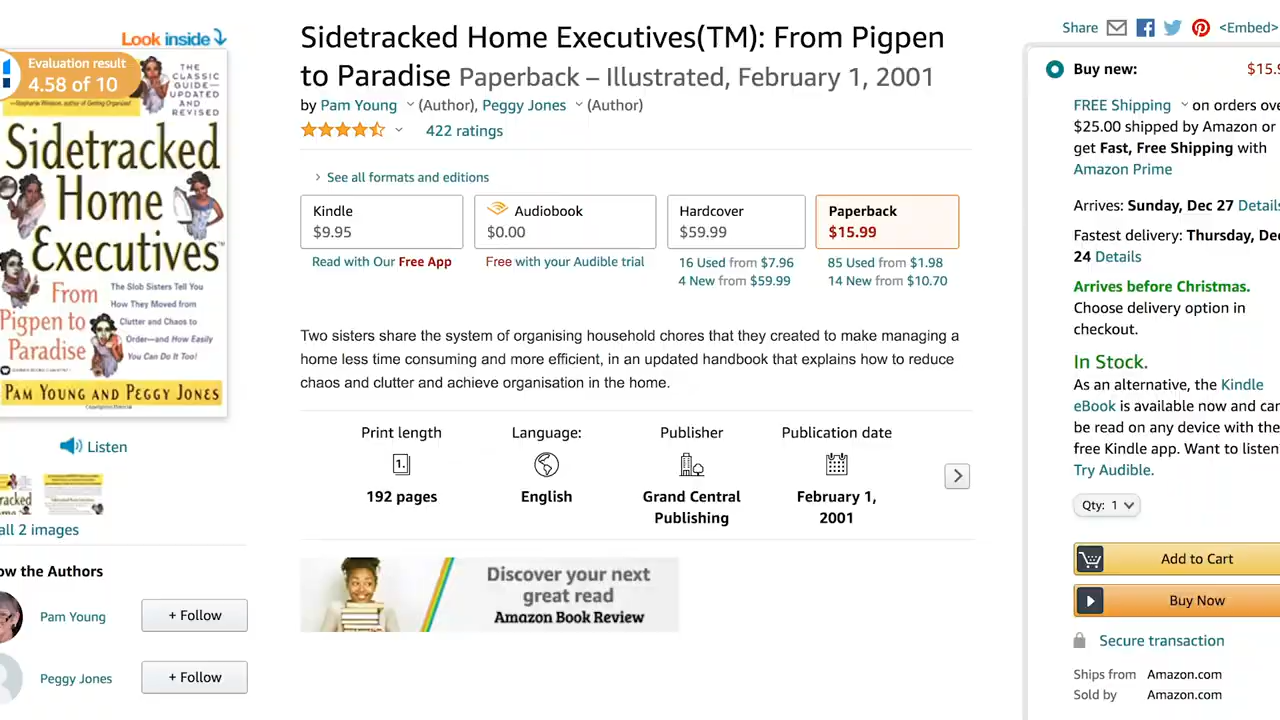 Look inside
Evaluation result
4.58 of 10
THE
CLASSIC
GUIDE—
UPDATED
AND
REVISED
Sidetracked
Home
Executives™
From
Pigpen to
Paradise
The Slob Sisters Tell You
How They Moved from
Clutter and Chaos to
Order—and How Easily
You Can Do It Too!
PAM YOUNG AND PEGGY JONES
Listen
all 2 images
ow the Authors
Pam Young
+ Follow
Peggy Jones
+ Follow
Sidetracked Home Executives(TM): From Pigpen
to Paradise Paperback – Illustrated, February 1, 2001
by Pam Young (Author), Peggy Jones (Author)
422 ratings
See all formats and editions
Kindle
$9.95
Read with Our Free App
Audiobook
$0.00
Free with your Audible trial
Hardcover
$59.99
16 Used from $7.96
4 New from $59.99
Paperback
$15.99
85 Used from $1.98
14 New from $10.70
Two sisters share the system of organising household chores that they created to make managing a
home less time consuming and more efficient, in an updated handbook that explains how to reduce
chaos and clutter and achieve organisation in the home.
Print length
192 pages
Language:
English
Publisher
Grand Central
Publishing
Publication date
February 1,
2001
Discover your next
great read
Amazon Book Review
Share <Embed>
Buy new: $15.9
FREE Shipping on orders ove
$25.00 shipped by Amazon or
get Fast, Free Shipping with
Amazon Prime
Arrives: Sunday, Dec 27 Details
Fastest delivery: Thursday, Dec
24 Details
Arrives before Christmas.
Choose delivery option in
checkout.
In Stock.
As an alternative, the Kindle
eBook is available now and can
be read on any device with the
free Kindle app. Want to listen
Try Audible.
Qty: 1
Add to Cart
Buy Now
Secure transaction
Ships from Amazon.com
Sold by Amazon.com